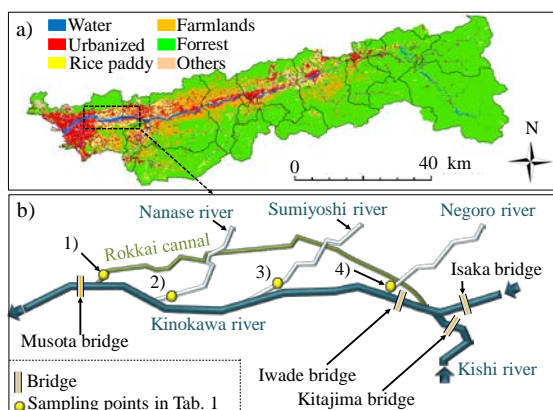 a)
Water
Farmlands
Urbanized
Forrest
Rice paddy
Others
N
0 40 km
b)
Nanase river
Sumiyoshi river
Negoro river
Rokkai cannal
1)
2)
3)
4)
Isaka bridge
Kinokawa river
Musota bridge
Iwade bridge
Kishi river
Kitajima bridge
Bridge
Sampling points in Tab. 1